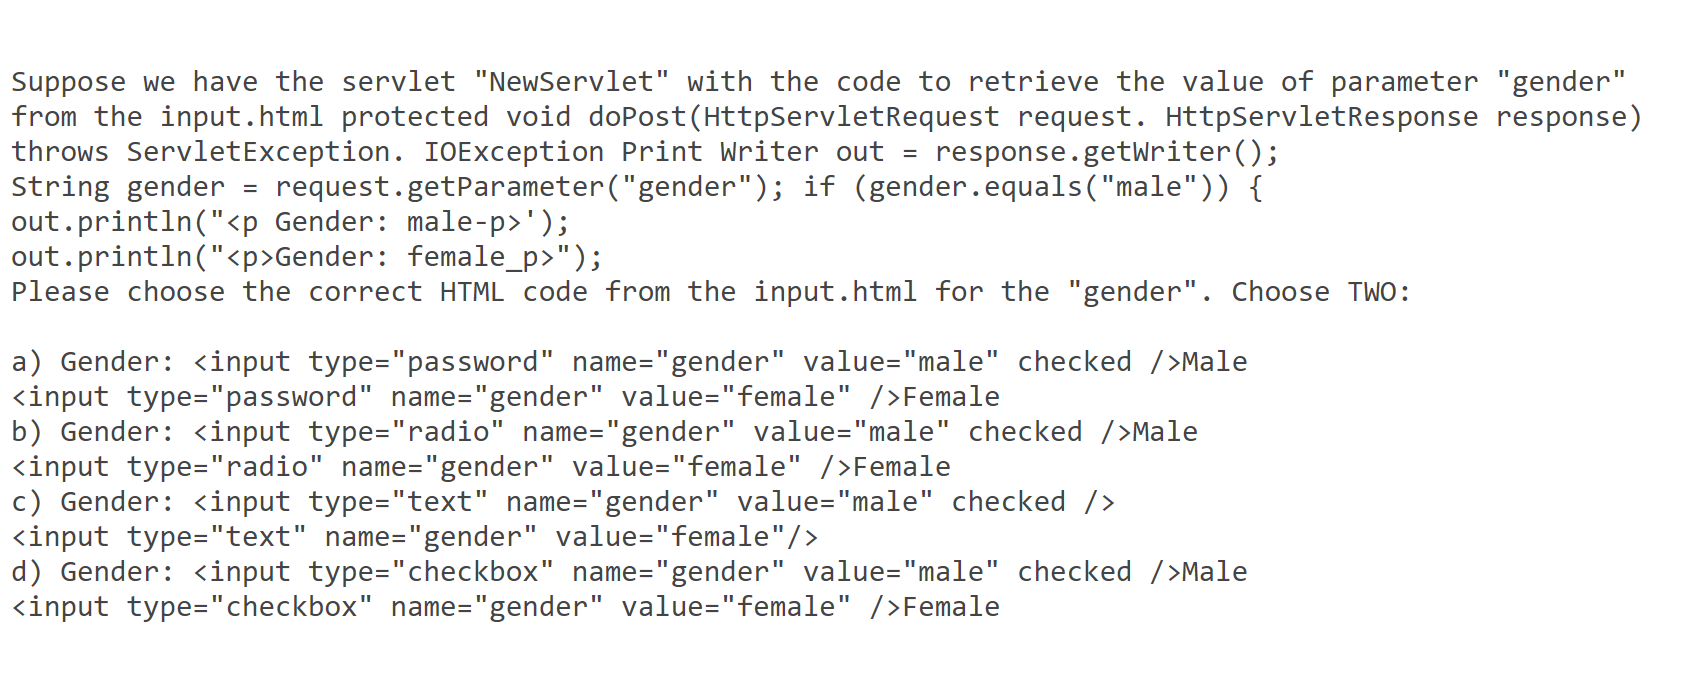 Suppose we have the servlet "NewServlet" with the code to retrieve the value of parameter "gender"
from the input.html protected void doPost(HttpServletRequest request. HttpServletResponse response)
throws ServletException. IOException Print Writer out = response.getWriter();
String gender = request.getParameter("gender"); if (gender.equals("male")) {
out.println("<p Gender: male-p>');
out.println("<p>Gender: female_p>");
Please choose the correct HTML code from the input.html for the "gender". Choose TWO:
a) Gender: <input type="password" name="gender" value="male" checked />Male
<input type="password" name="gender" value="female" />Female
b) Gender: <input type="radio" name="gender" value="male" checked />Male
<input type="radio" name="gender" value="female" />Female
c) Gender: <input type="text" name="gender" value="male" checked />
<input type="text" name="gender" value="female"/>
d) Gender: <input type="checkbox" name="gender" value="male" checked />Male
<input type="checkbox" name="gender" value="female" />Female